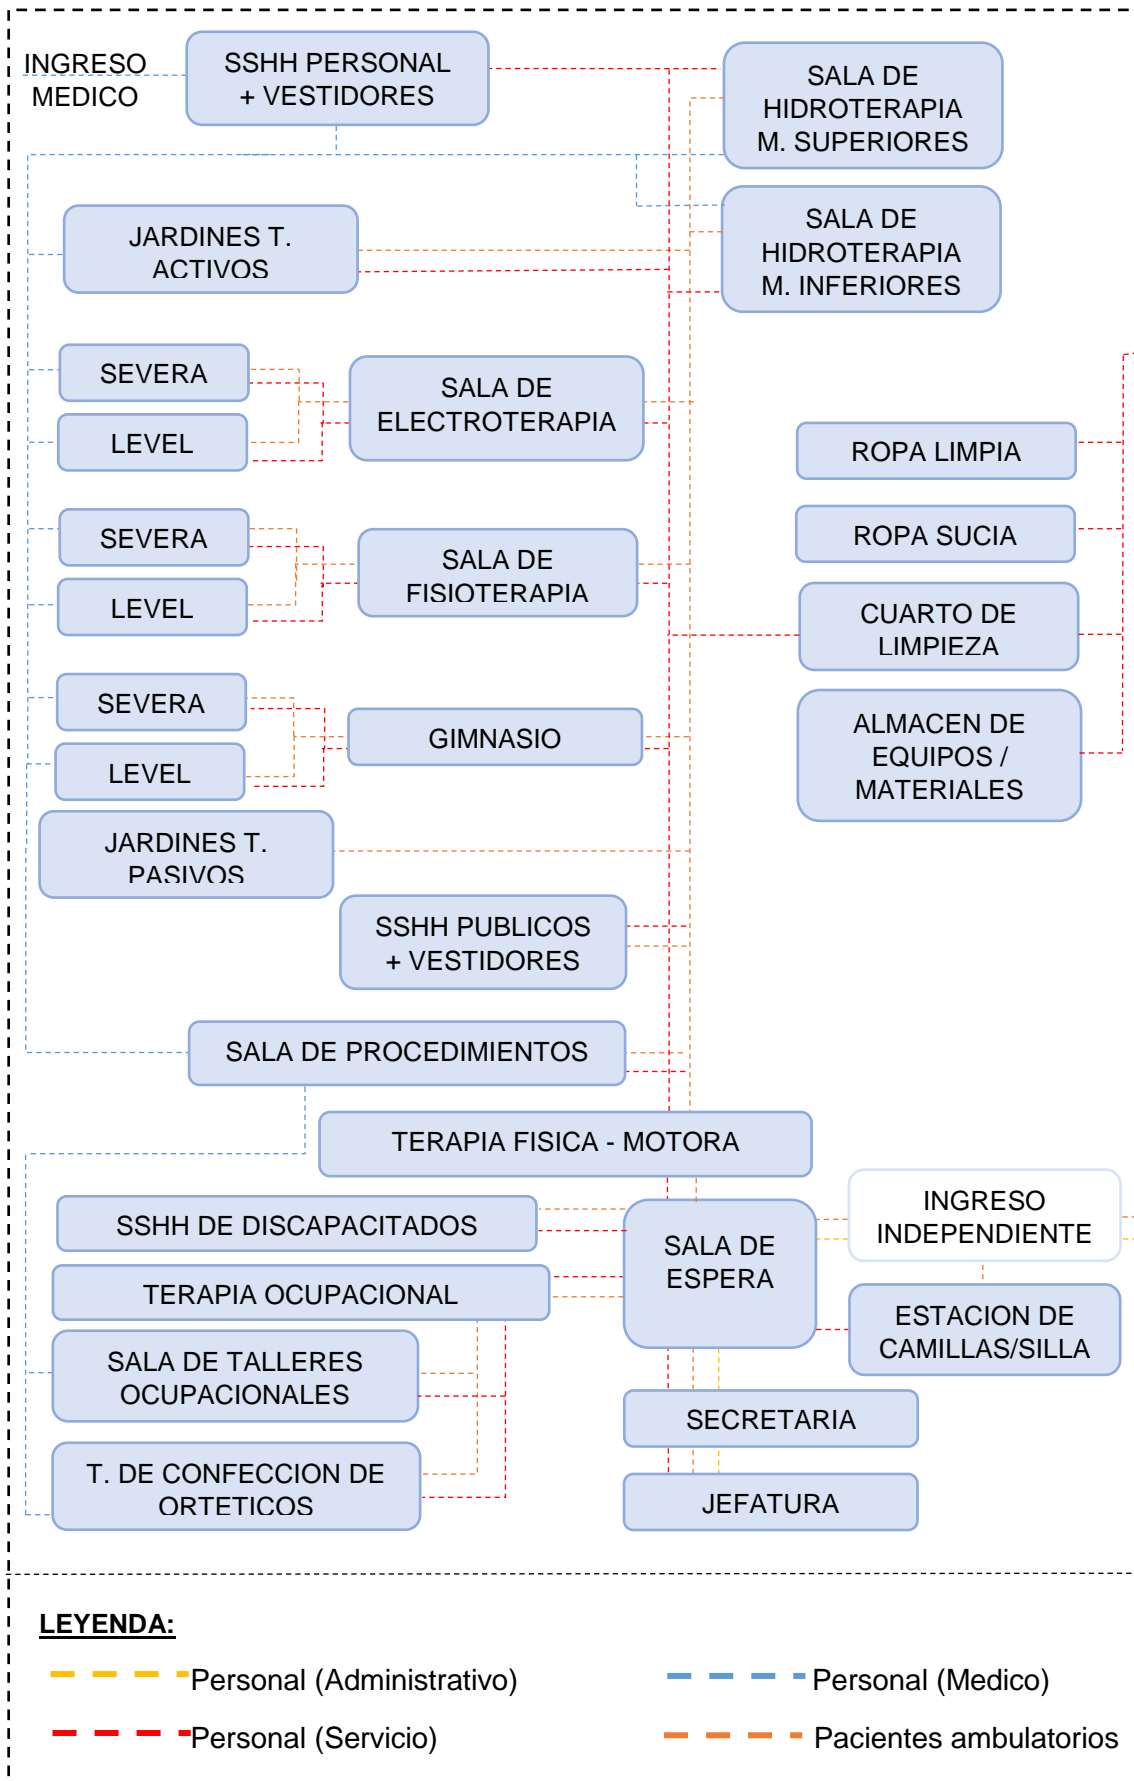 INGRESO
MEDICO
SSHH PERSONAL
+ VESTIDORES
SALA DE
HIDROTERAPIA
M. SUPERIORES
JARDINES T.
ACTIVOS
SALA DE
HIDROTERAPIA
M. INFERIORES
SEVERA
LEVEL
SALA DE
ELECTROTERAPIA
ROPA LIMPIA
SEVERA
LEVEL
SALA DE
FISIOTERAPIA
ROPA SUCIA
CUARTO DE
LIMPIEZA
SEVERA
LEVEL
GIMNASIO
ALMACEN DE
EQUIPOS /
MATERIALES
JARDINES T.
PASIVOS
SSHH PUBLICOS
+ VESTIDORES
SALA DE PROCEDIMIENTOS
TERAPIA FISICA - MOTORA
SSHH DE DISCAPACITADOS
SALA DE
ESPERA
INGRESO
INDEPENDIENTE
TERAPIA OCUPACIONAL
ESTACION DE
CAMILLAS/SILLA
SALA DE TALLERES
OCUPACIONALES
SECRETARIA
T. DE CONFECCION DE
ORTETICOS
JEFATURA
LEYENDA:
Personal (Administrativo)
Personal (Medico)
Personal (Servicio)
Pacientes ambulatorios